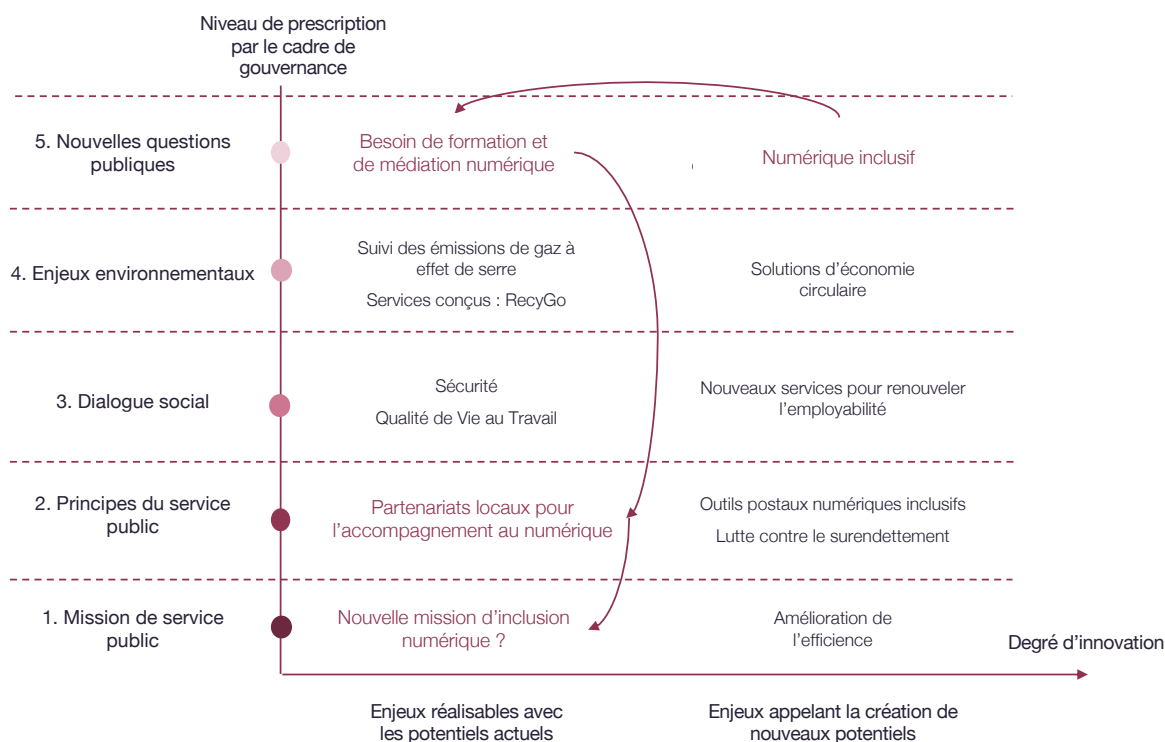 Niveau de prescription
par le cadre de
gouvernance
5. Nouvelles questions
publiques
Besoin de formation et
de médiation numérique
Numérique inclusif
4. Enjeux environnementaux
Suivi des émissions de gaz à
effet de serre
Services conçus : RecyGo
Solutions d’économie
circulaire
3. Dialogue social
Sécurité
Qualité de Vie au Travail
Nouveaux services pour renouveler
l’employabilité
2. Principes du service
public
Partenariats locaux pour
l’accompagnement au numérique
Outils postaux numériques inclusifs
Lutte contre le surendettement
1. Mission de service
public
Nouvelle mission d’inclusion
numérique ?
Amélioration de
l’efficience
Degré d’innovation
Enjeux réalisables avec
les potentiels actuels
Enjeux appelant la création de
nouveaux potentiels